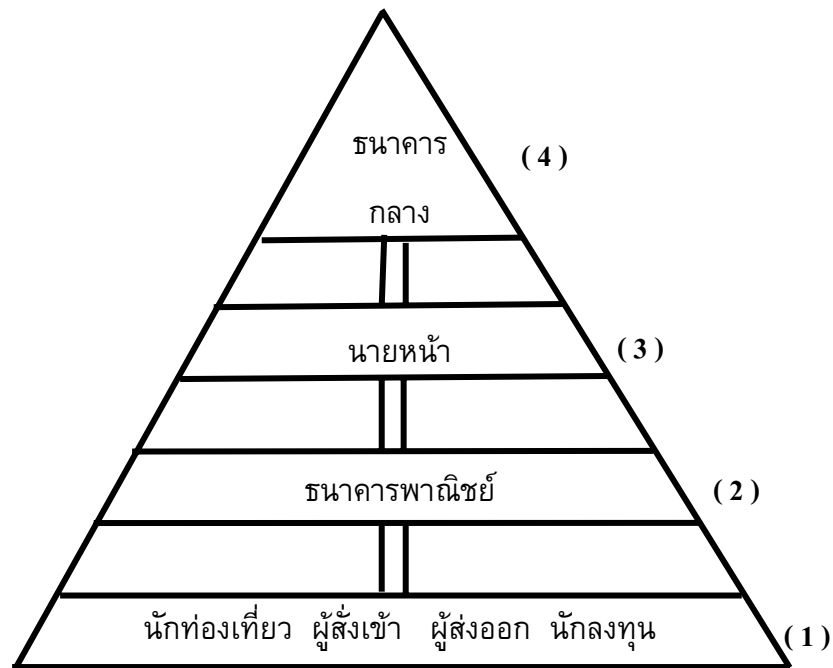 ธนาคาร
( 4 )
กลาง
นายหน้า ( 3 )
ธนาคารพาณิชย์ ( 2 )
นักท่องเที่ยว ผู้สั่งเข้า ผู้ส่งออก นักลงทุน ( 1 )